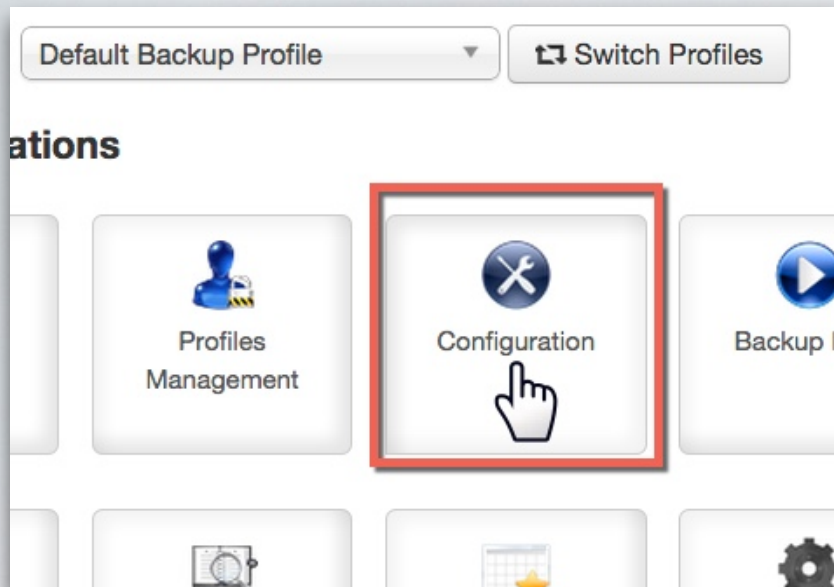 Default Backup Profile
Switch Profiles
ations
Profiles
Management
Configuration
Backup